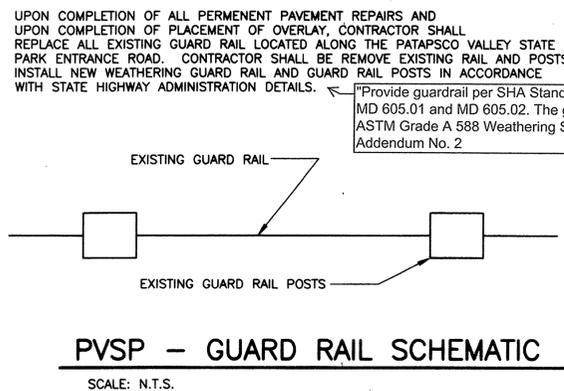 UPON COMPLETION OF ALL PERMENENT PAVEMENT REPAIRS AND
UPON COMPLETION OF PLACEMENT OF OVERLAY, CONTRACTOR SHALL
REPLACE ALL EXISTING GUARD RAIL LOCATED ALONG THE PATAPSCO VALLEY STATE
PARK ENTRANCE ROAD. CONTRACTOR SHALL BE REMOVE EXISTING RAIL AND POSTS
INSTALL NEW WEATHERING GUARD RAIL AND GUARD RAIL POSTS IN ACCORDANCE
WITH STATE HIGHWAY ADMINISTRATION DETAILS.
"Provide guardrail per SHA Stand
MD 605.01 and MD 605.02. The g
ASTM Grade A 588 Weathering S
Addendum No. 2
EXISTING GUARD RAIL
EXISTING GUARD RAIL POSTS
PVSP - GUARD RAIL SCHEMATIC
SCALE: N.T.S.